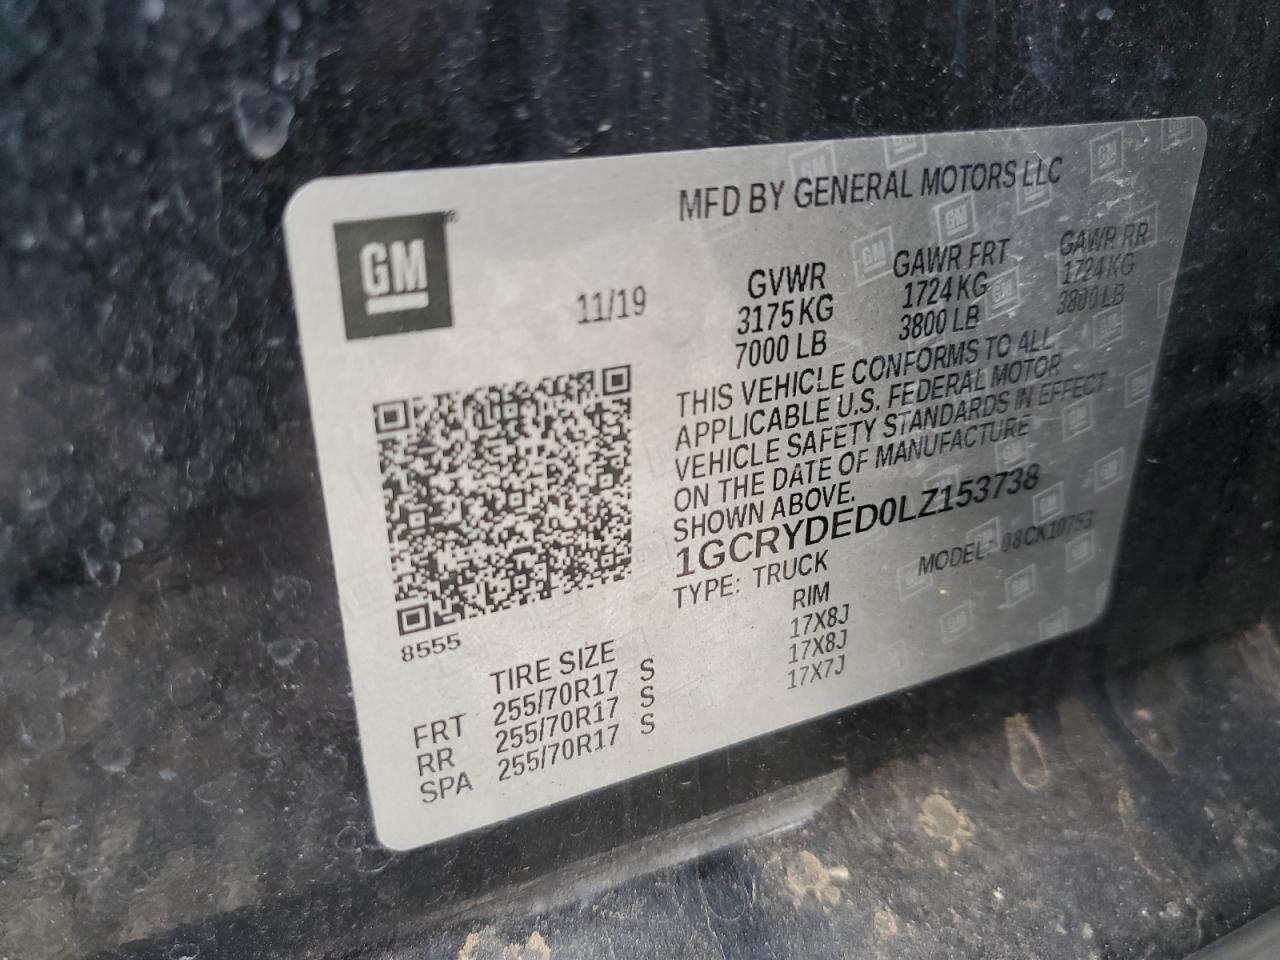 GM
MFD BY GENERAL MOTORS LLC
11/19
GVWR GAWR FRT GAWR RR
3175 KG 1724 KG 1724 KG
7000 LB 3800 LB 3800 LB
THIS VEHICLE CONFORMS TO ALL
APPLICABLE U.S. FEDERAL MOTOR
VEHICLE SAFETY STANDARDS IN EFFECT
ON THE DATE OF MANUFACTURE
SHOWN ABOVE.
1GCRYDED0LZ153738
TYPE: TRUCK MODEL: 08CK10753
8555
TIRE SIZE RIM
FRT 255/70R17 S 17X8J
RR 255/70R17 S 17X8J
SPA 255/70R17 S 17X7J